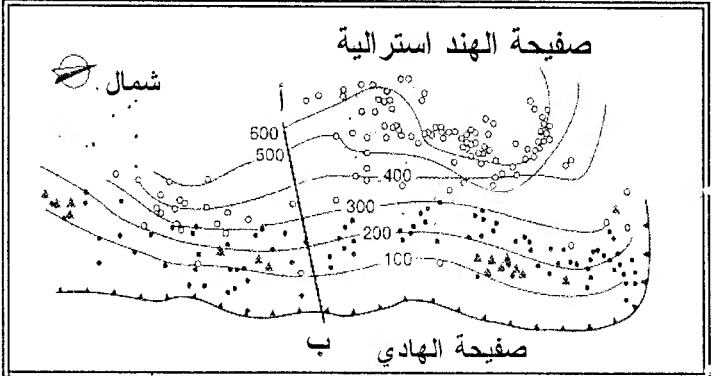 صفيحة الهند استرالية
شمال
أ
600
500
400
300
200
100
ب
صفيحة الهادي